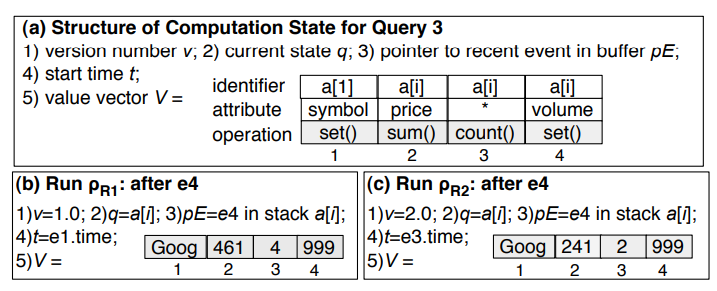 (a) Structure of Computation State for Query 3
1) version number v; 2) current state q; 3) pointer to recent event in buffer pE;
4) start time t;
5) value vector V =
identifier a[1] a[i] a[i] a[i]
attribute symbol price * volume
operation set() sum() count() set()
1 2 3 4
(b) Run ρR1: after e4
1)v=1.0; 2)q=a[i]; 3)pE=e4 in stack a[i];
4)t=e1.time;
5)V = Goog 461 4 999
1 2 3 4
(c) Run ρR2: after e4
1)v=2.0; 2)q=a[i]; 3)pE=e4 in stack a[i];
4)t=e3.time;
5)V = Goog 241 2 999
1 2 3 4